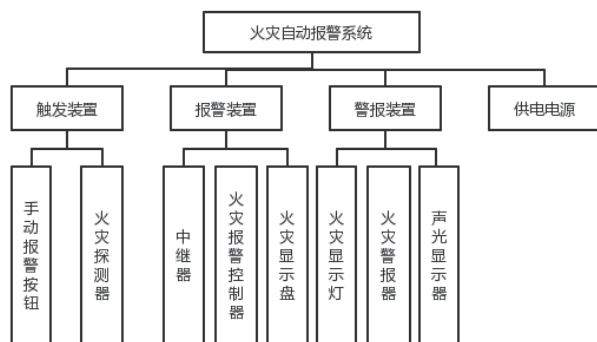 火灾自动报警系统
触发装置
报警装置
警报装置
供电电源
手动报警按钮
火灾探测器
中继器
火灾报警控制器
火灾显示盘
火灾显示灯
火灾警报器
声光显示器